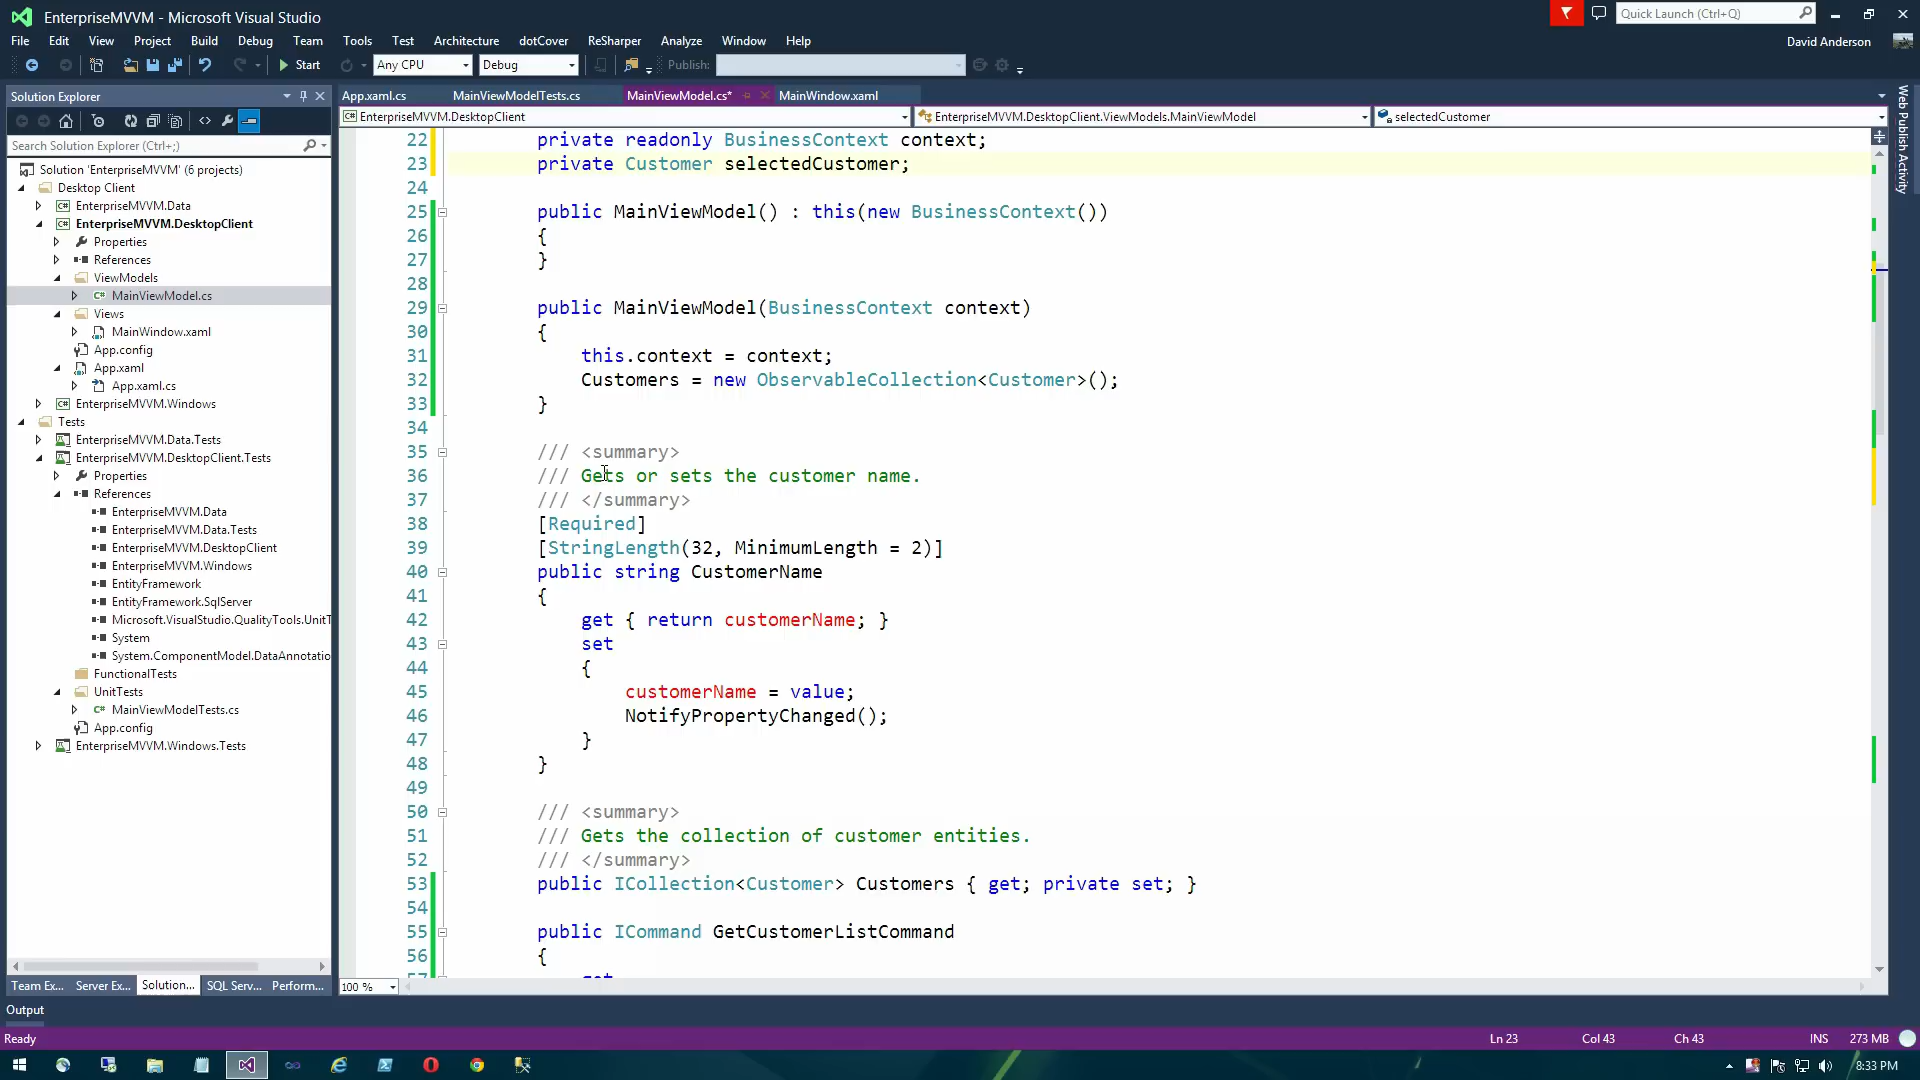 EnterpriseMVVM - Microsoft Visual Studio
Quick Launch (Ctrl+Q)
File Edit View Project Build Debug Team Tools Test Architecture dotCover ReSharper Analyze Window Help
David Anderson
Start Any CPU Debug Publish:
Solution Explorer
Search Solution Explorer (Ctrl+;)
Solution 'EnterpriseMVVM' (6 projects)
Desktop Client
C# EnterpriseMVVM.Data
C# EnterpriseMVVM.DesktopClient
Properties
References
ViewModels
C# MainViewModel.cs
Views
MainWindow.xaml
App.config
App.xaml
App.xaml.cs
C# EnterpriseMVVM.Windows
Tests
EnterpriseMVVM.Data.Tests
EnterpriseMVVM.DesktopClient.Tests
Properties
References
EnterpriseMVVM.Data
EnterpriseMVVM.Data.Tests
EnterpriseMVVM.DesktopClient
EnterpriseMVVM.Windows
EntityFramework
EntityFramework.SqlServer
Microsoft.VisualStudio.QualityTools.UnitT
System
System.ComponentModel.DataAnnotatio
FunctionalTests
UnitTests
C# MainViewModelTests.cs
App.config
EnterpriseMVVM.Windows.Tests
Team Ex... Server Ex... Solution... SQL Serv... Perform...
App.xaml.cs MainViewModelTests.cs MainViewModel.cs* MainWindow.xaml
C# EnterpriseMVVM.DesktopClient EnterpriseMVVM.DesktopClient.ViewModels.MainViewModel selectedCustomer
22 private readonly BusinessContext context;
23 private Customer selectedCustomer;
24
25 public MainViewModel() : this(new BusinessContext())
26 {
27 }
28
29 public MainViewModel(BusinessContext context)
30 {
31 this.context = context;
32 Customers = new ObservableCollection<Customer>();
33 }
34
35 /// <summary>
36 /// Gets or sets the customer name.
37 /// </summary>
38 [Required]
39 [StringLength(32, MinimumLength = 2)]
40 public string CustomerName
41 {
42 get { return customerName; }
43 set
44 {
45 customerName = value;
46 NotifyPropertyChanged();
47 }
48 }
49
50 /// <summary>
51 /// Gets the collection of customer entities.
52 /// </summary>
53 public ICollection<Customer> Customers { get; private set; }
54
55 public ICommand GetCustomerListCommand
56 {
57 get
100 %
Web Publish Activity
Output
Ready Ln 23 Col 43 Ch 43 INS 273 MB
8:33 PM